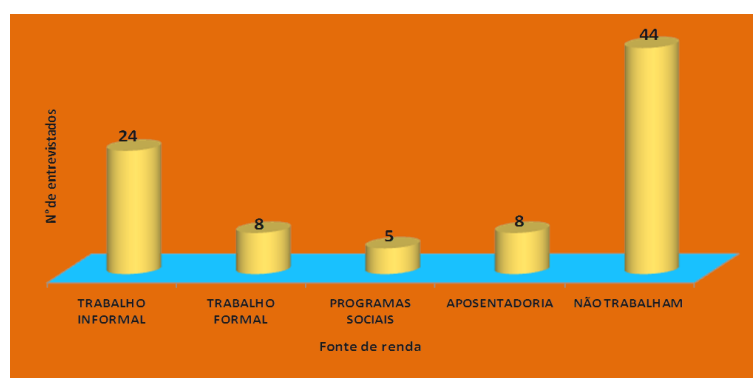 44
24
8
5
8
N° de entrevistados
TRABALHO INFORMAL
TRABALHO FORMAL
PROGRAMAS SOCIAIS
APOSENTADORIA
NÃO TRABALHAM
Fonte de renda